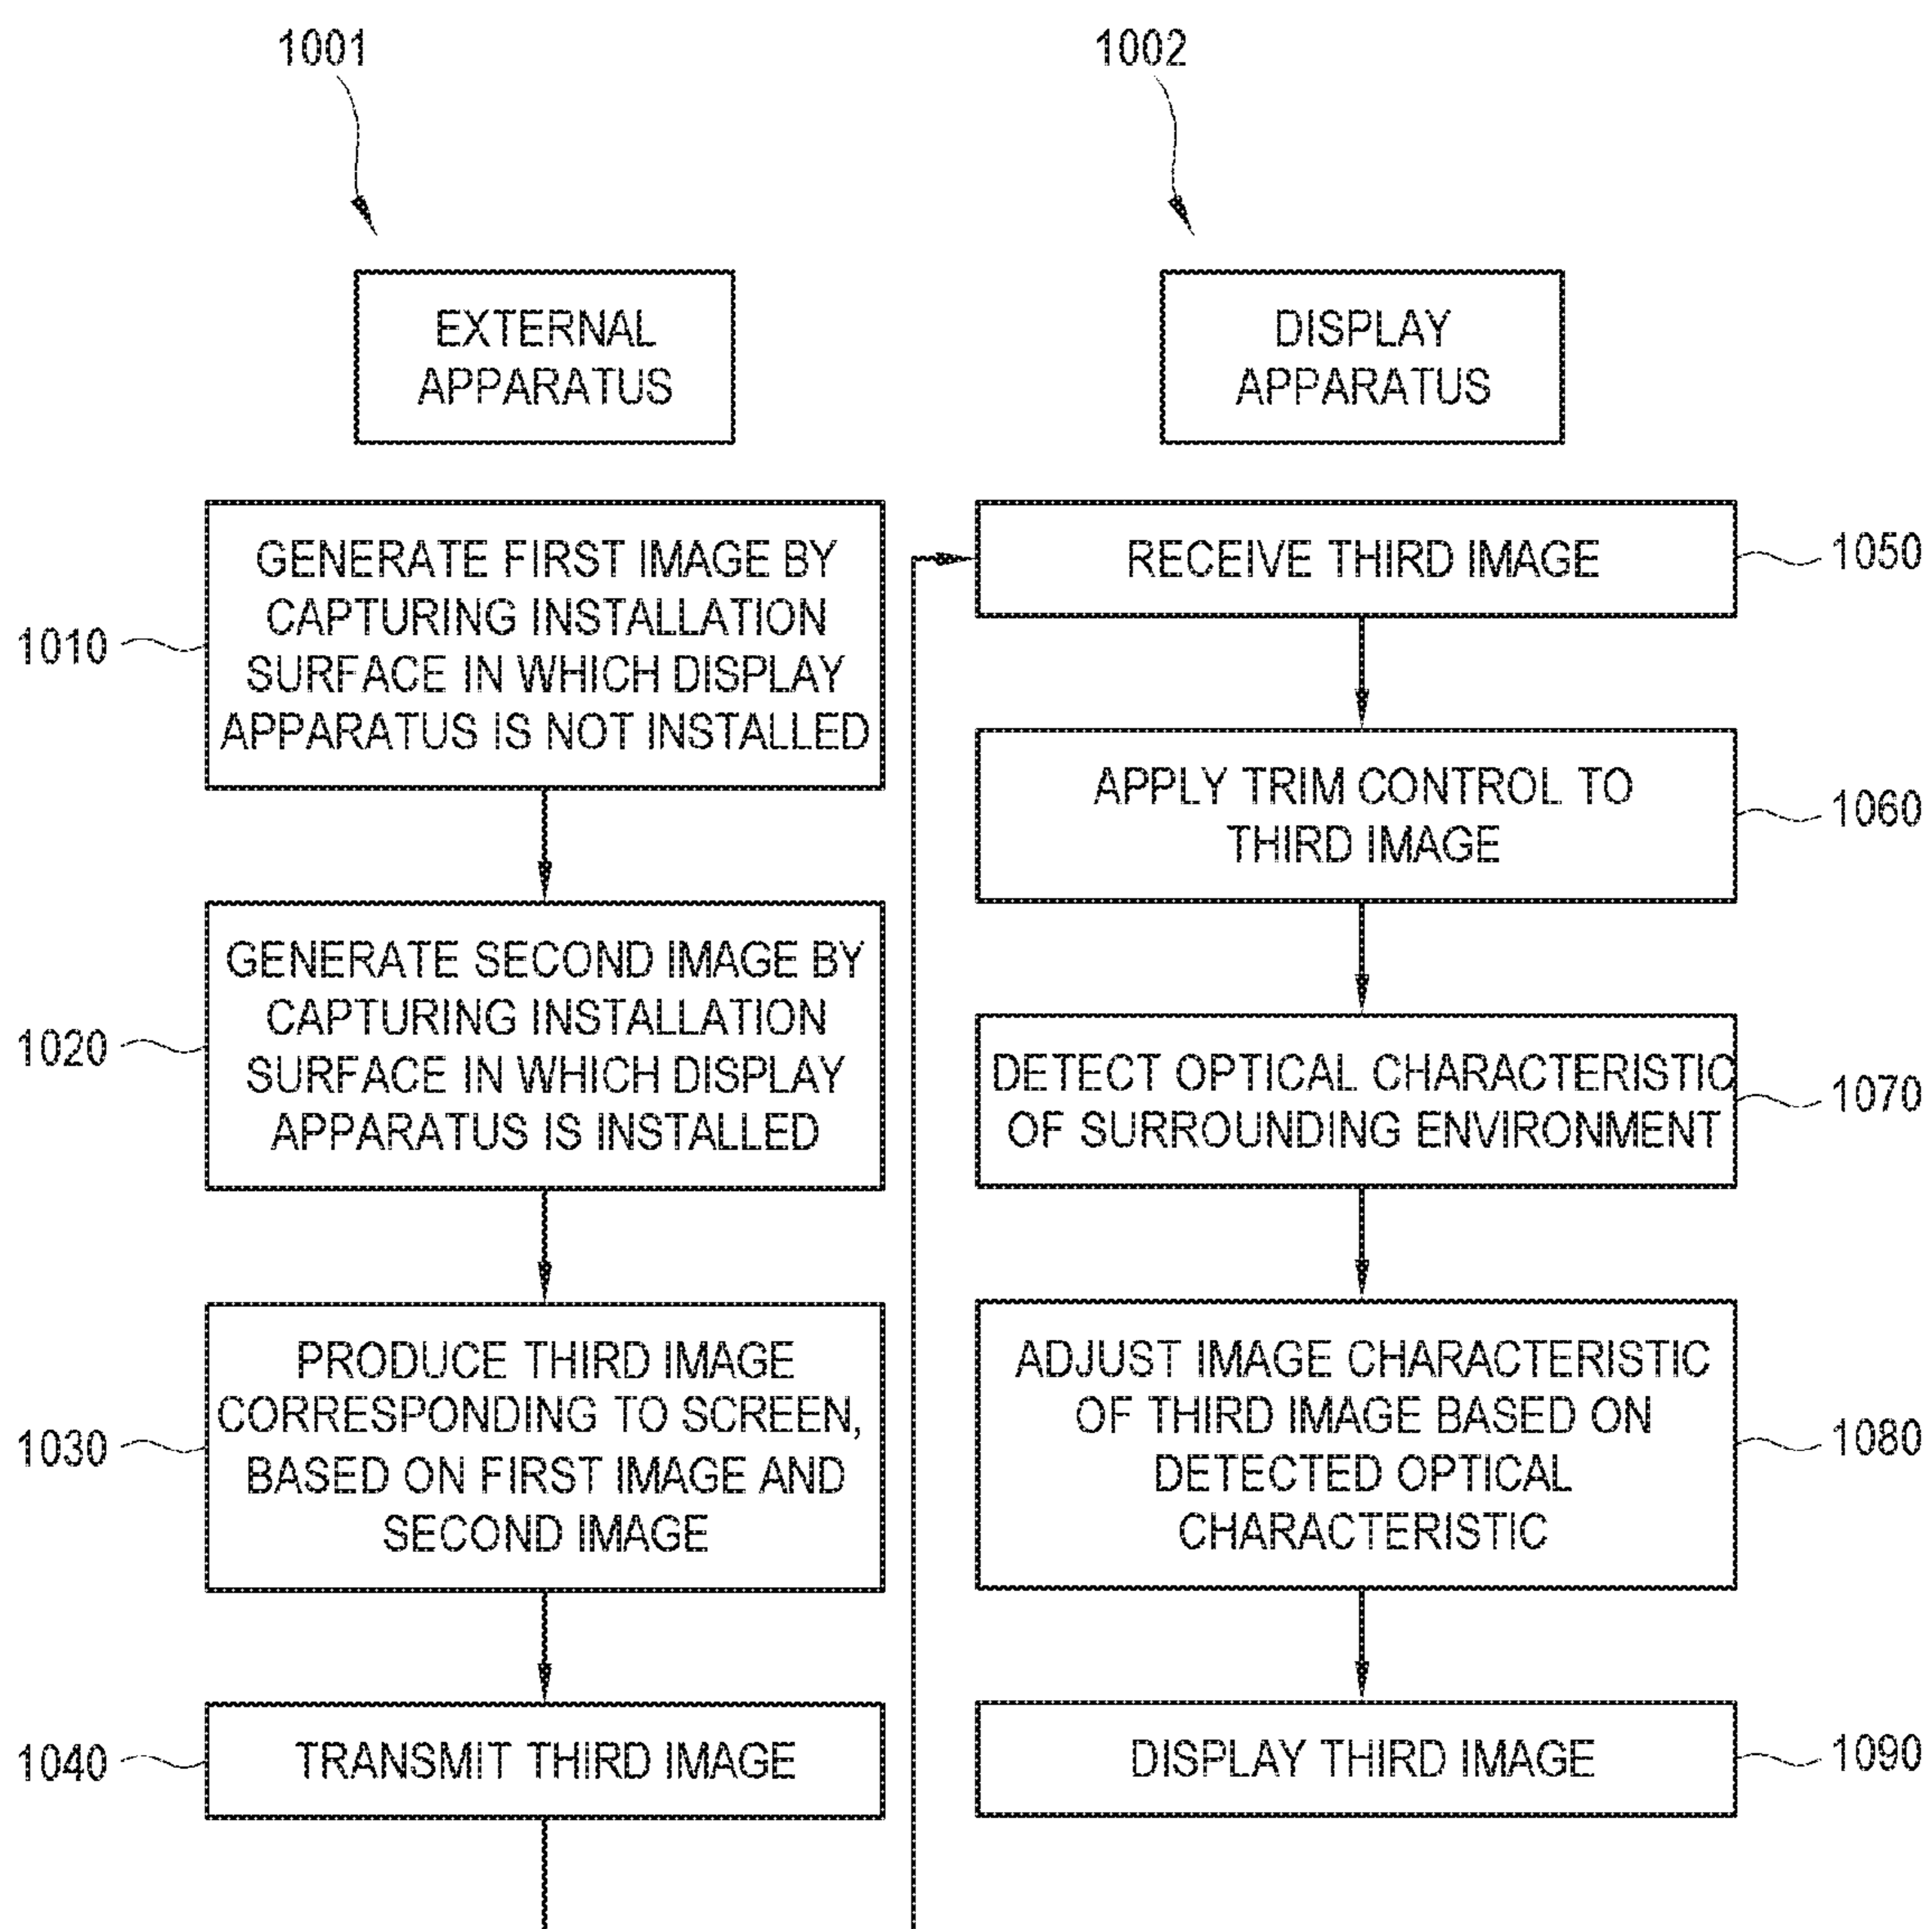 1001
EXTERNAL
APPARATUS
1010
GENERATE FIRST IMAGE BY
CAPTURING INSTALLATION
SURFACE IN WHICH DISPLAY
APPARATUS IS NOT INSTALLED
1020
GENERATE SECOND IMAGE BY
CAPTURING INSTALLATION
SURFACE IN WHICH DISPLAY
APPARATUS IS INSTALLED
1030
PRODUCE THIRD IMAGE
CORRESPONDING TO SCREEN,
BASED ON FIRST IMAGE AND
SECOND IMAGE
1040
TRANSMIT THIRD IMAGE
1002
DISPLAY
APPARATUS
RECEIVE THIRD IMAGE
1050
APPLY TRIM CONTROL TO
THIRD IMAGE
1060
DETECT OPTICAL CHARACTERISTIC
OF SURROUNDING ENVIRONMENT
1070
ADJUST IMAGE CHARACTERISTIC
OF THIRD IMAGE BASED ON
DETECTED OPTICAL
CHARACTERISTIC
1080
DISPLAY THIRD IMAGE
1090